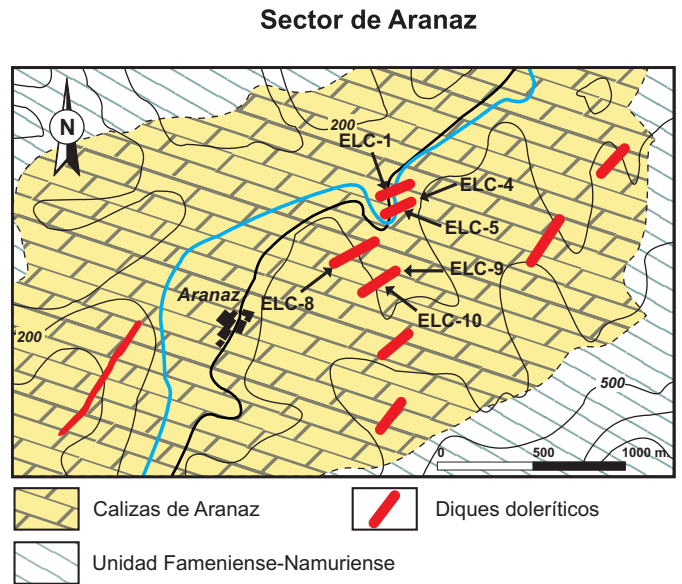 Sector de Aranaz
N
200
ELC-1
ELC-4
ELC-5
ELC-9
Aranaz
ELC-8
ELC-10
200
500
0 500 1000 m.
Calizas de Aranaz
Diques doleríticos
Unidad Fameniense-Namuriense